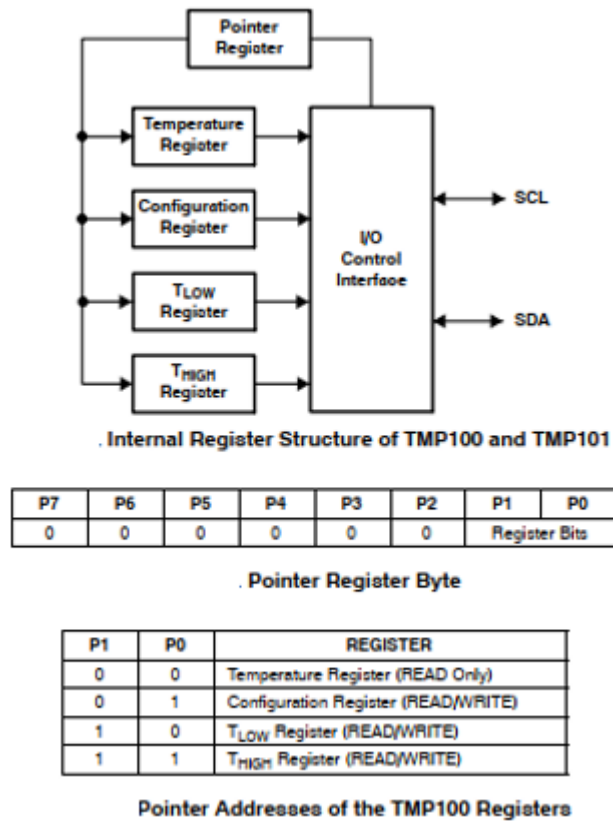 Pointer
Register
Temperature
Register
Configuration
Register
TLOW
Register
THIGH
Register
I/O
Control
Interface
SCL
SDA
. Internal Register Structure of TMP100 and TMP101
P7 P6 P5 P4 P3 P2 P1 P0
0 0 0 0 0 0 Register Bits
. Pointer Register Byte
P1 P0 REGISTER
0 0 Temperature Register (READ Only)
0 1 Configuration Register (READ/WRITE)
1 0 TLOW Register (READ/WRITE)
1 1 THIGH Register (READ/WRITE)
Pointer Addresses of the TMP100 Registers